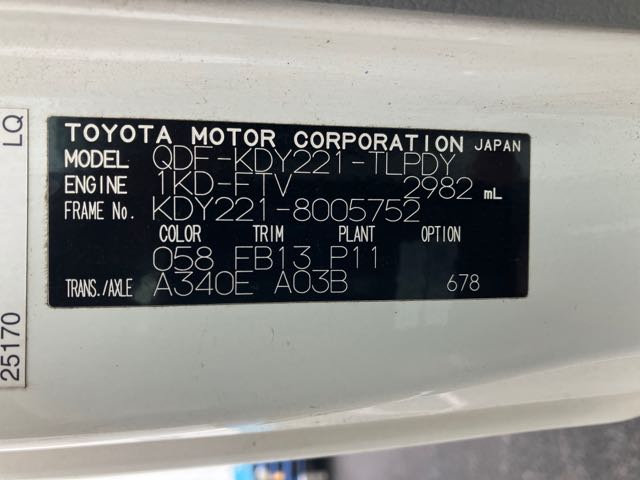 TOYOTA MOTOR CORPORATION JAPAN
MODEL QDF-KDY221-TLPDY
ENGINE 1KD-FTV 2982 mL
FRAME No. KDY221-8005752
COLOR TRIM PLANT OPTION
058 FB13 P11
TRANS./AXLE A340E A03B 678
25170 LQ